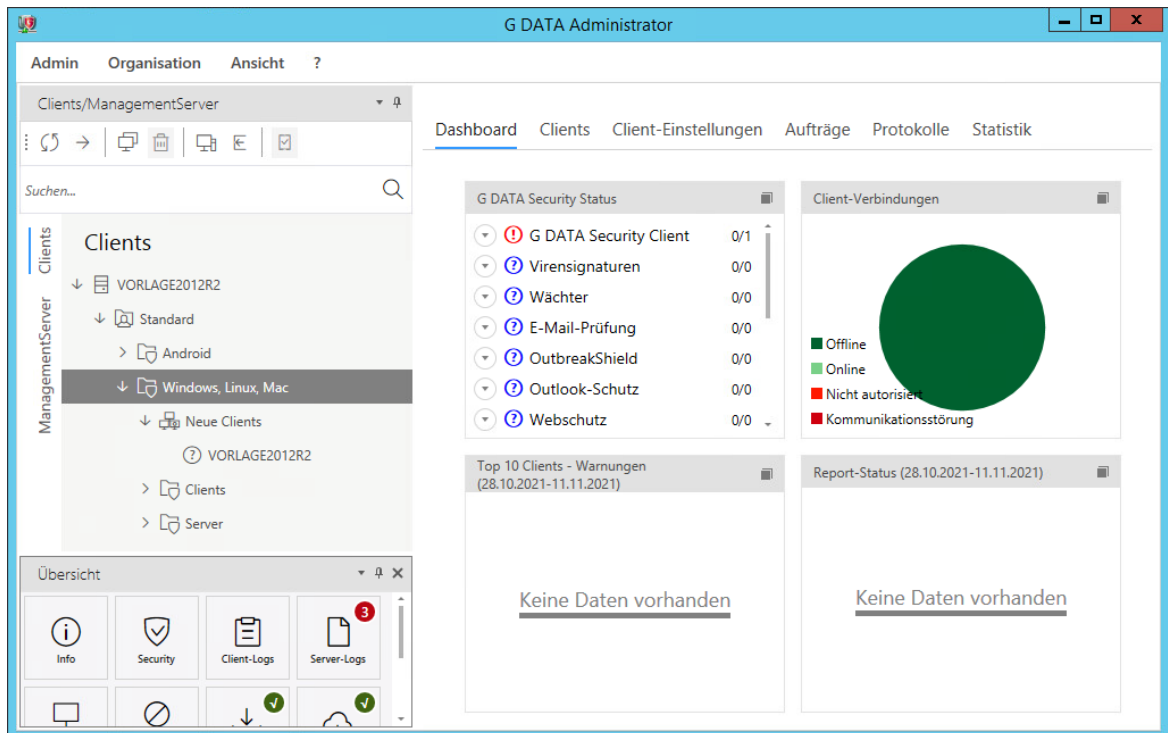 G DATA Administrator
Admin Organisation Ansicht ?
Clients/ManagementServer
Suchen...
Clients
ManagementServer
Clients
VORLAGE2012R2
Standard
Android
Windows, Linux, Mac
Neue Clients
VORLAGE2012R2
Clients
Server
Übersicht
3
Info Security Client-Logs Server-Logs
Dashboard Clients Client-Einstellungen Aufträge Protokolle Statistik
G DATA Security Status
G DATA Security Client 0/1
Virensignaturen 0/0
Wächter 0/0
E-Mail-Prüfung 0/0
OutbreakShield 0/0
Outlook-Schutz 0/0
Webschutz 0/0
Client-Verbindungen
Offline
Online
Nicht autorisiert
Kommunikationsstörung
Top 10 Clients - Warnungen
(28.10.2021-11.11.2021)
Keine Daten vorhanden
Report-Status (28.10.2021-11.11.2021)
Keine Daten vorhanden